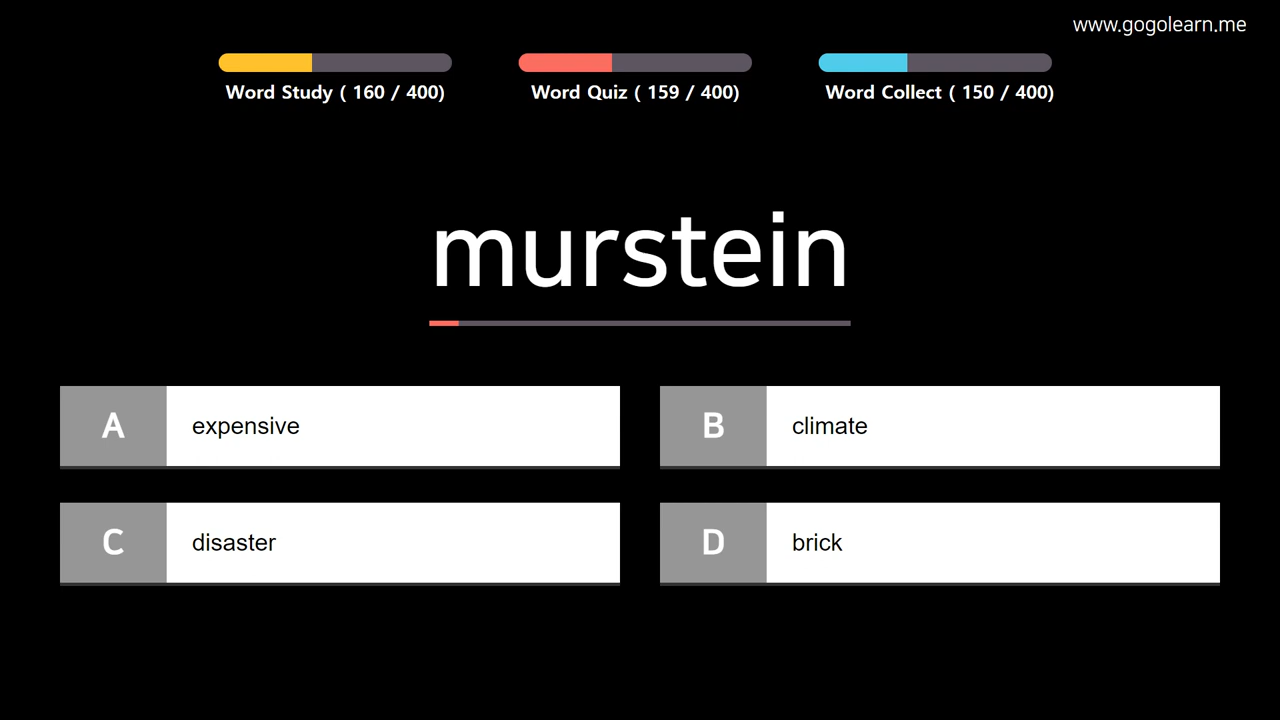 www.gogolearn.me
Word Study ( 160 / 400)
Word Quiz ( 159 / 400)
Word Collect ( 150 / 400)
murstein
A expensive
B climate
C disaster
D brick